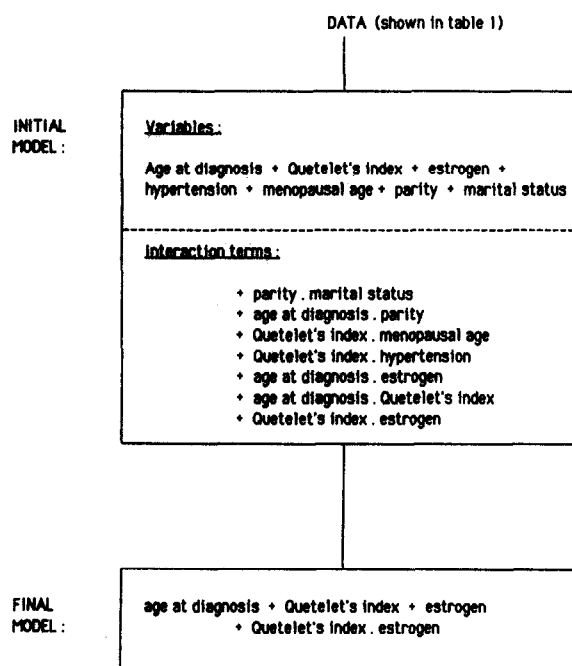 DATA (shown in table 1)
INITIAL
MODEL :
Variables :
Age at diagnosis + Quetelet's index + estrogen +
hypertension + menopausal age + parity + marital status
Interaction terms :
+ parity . marital status
+ age at diagnosis . parity
+ Quetelet's index . menopausal age
+ Quetelet's index . hypertension
+ age at diagnosis . estrogen
+ age at diagnosis . Quetelet's index
+ Quetelet's index . estrogen
FINAL
MODEL :
age at diagnosis + Quetelet's index + estrogen
+ Quetelet's index . estrogen